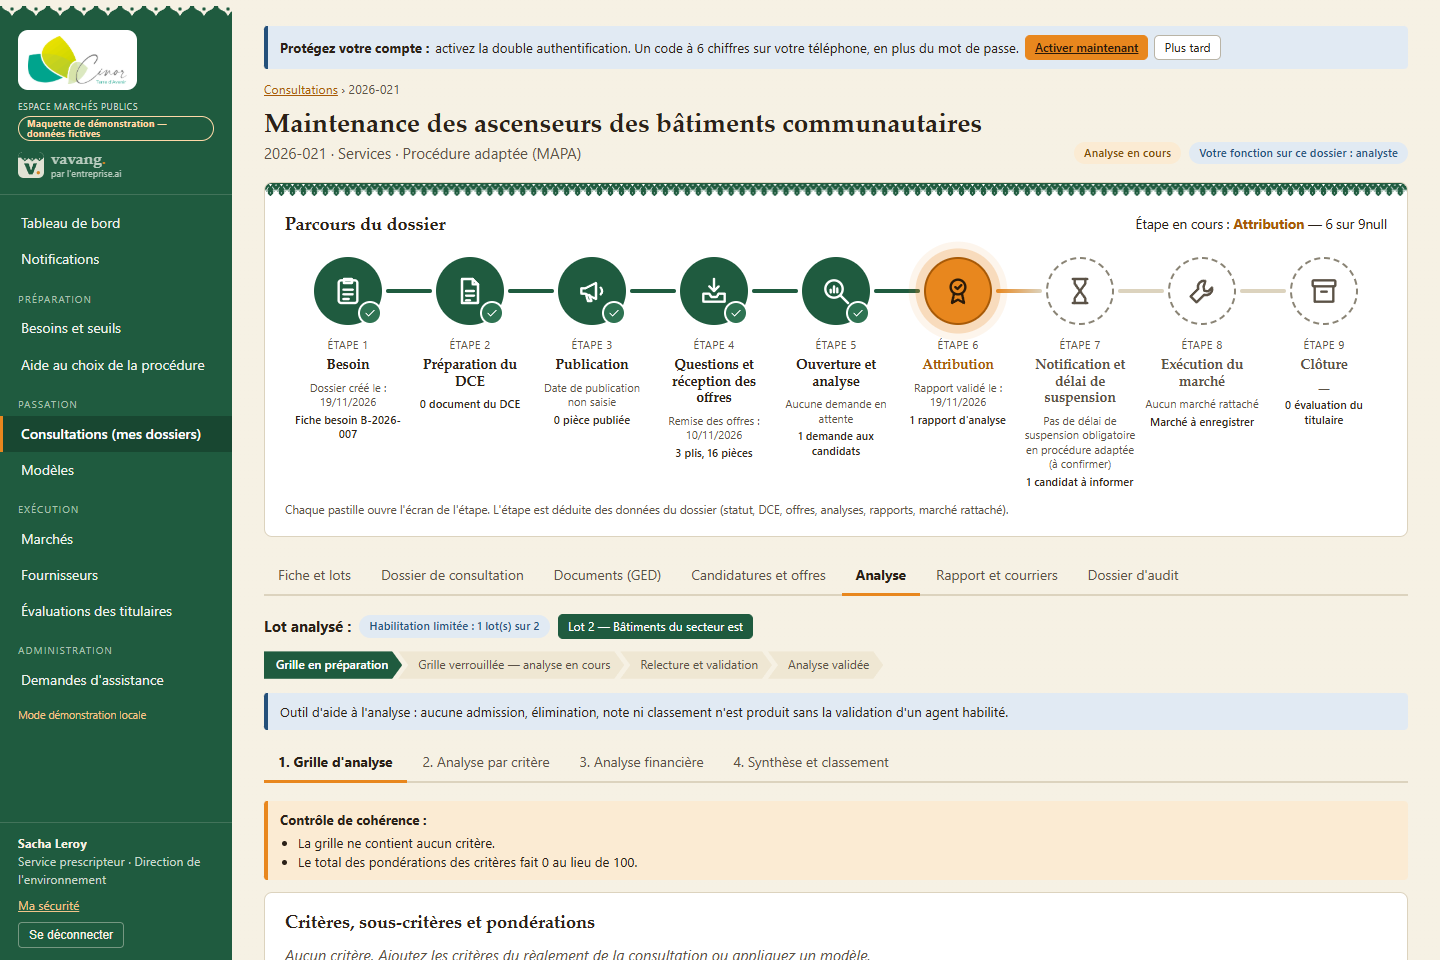 Cinor
Terre d'Avenir
ESPACE MARCHÉS PUBLICS
Maquette de démonstration —
données fictives
v.
vavang.
par l'entreprise.ai
Tableau de bord
Notifications
PRÉPARATION
Besoins et seuils
Aide au choix de la procédure
PASSATION
Consultations (mes dossiers)
Modèles
EXÉCUTION
Marchés
Fournisseurs
Évaluations des titulaires
ADMINISTRATION
Demandes d'assistance
Mode démonstration locale
Sacha Leroy
Service prescripteur · Direction de
l'environnement
Ma sécurité
Se déconnecter
Protégez votre compte : activez la double authentification. Un code à 6 chiffres sur votre téléphone, en plus du mot de passe. Activer maintenant Plus tard
Consultations › 2026-021
Maintenance des ascenseurs des bâtiments communautaires
2026-021 · Services · Procédure adaptée (MAPA)
Analyse en cours Votre fonction sur ce dossier : analyste
Parcours du dossier
Étape en cours : Attribution — 6 sur 9null
ÉTAPE 1
Besoin
Dossier créé le :
19/11/2026
Fiche besoin B-2026-
007
ÉTAPE 2
Préparation du
DCE
0 document du DCE
ÉTAPE 3
Publication
Date de publication
non saisie
0 pièce publiée
ÉTAPE 4
Questions et
réception des
offres
Remise des offres :
10/11/2026
3 plis, 16 pièces
ÉTAPE 5
Ouverture et
analyse
Aucune demande en
attente
1 demande aux
candidats
ÉTAPE 6
Attribution
Rapport validé le :
19/11/2026
1 rapport d'analyse
ÉTAPE 7
Notification et
délai de
suspension
Pas de délai de
suspension obligatoire
en procédure adaptée
(à confirmer)
1 candidat à informer
ÉTAPE 8
Exécution du
marché
Aucun marché rattaché
Marché à enregistrer
ÉTAPE 9
Clôture
—
0 évaluation du
titulaire
Chaque pastille ouvre l'écran de l'étape. L'étape est déduite des données du dossier (statut, DCE, offres, analyses, rapports, marché rattaché).
Fiche et lots Dossier de consultation Documents (GED) Candidatures et offres Analyse Rapport et courriers Dossier d'audit
Lot analysé : Habilitation limitée : 1 lot(s) sur 2 Lot 2 — Bâtiments du secteur est
Grille en préparation Grille verrouillée — analyse en cours Relecture et validation Analyse validée
Outil d'aide à l'analyse : aucune admission, élimination, note ni classement n'est produit sans la validation d'un agent habilité.
1. Grille d'analyse 2. Analyse par critère 3. Analyse financière 4. Synthèse et classement
Contrôle de cohérence :
• La grille ne contient aucun critère.
• Le total des pondérations des critères fait 0 au lieu de 100.
Critères, sous-critères et pondérations
Aucun critère. Ajoutez les critères du règlement de la consultation ou appliquez un modèle.